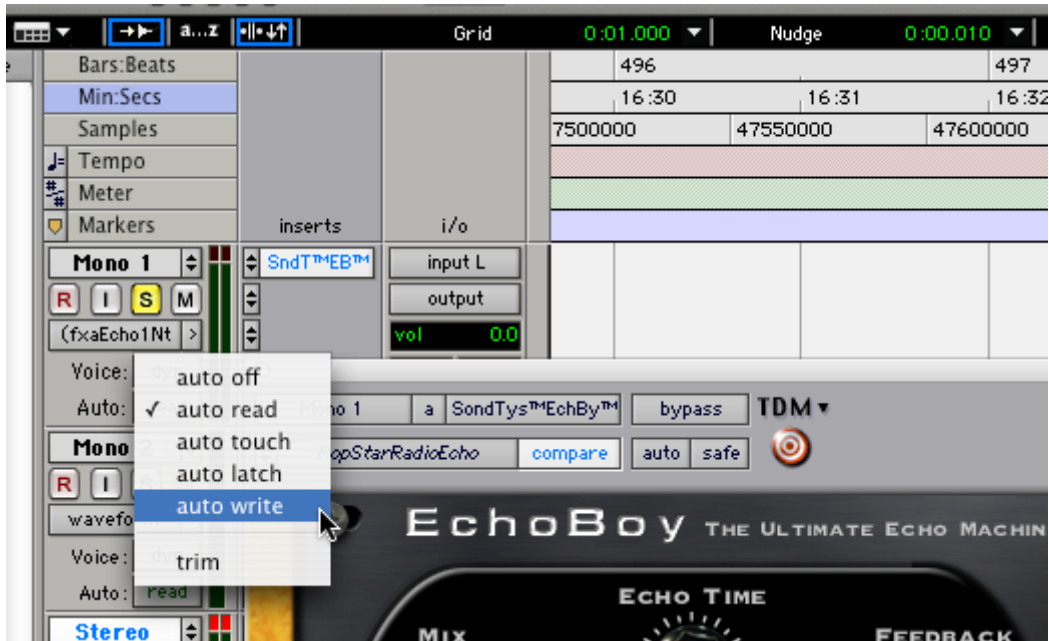 a...z Grid 0:01.000 Nudge 0:00.010
Bars:Beats 496 497
Min:Secs 16:30 16:31 16:32
Samples 7500000 47550000 47600000
Tempo
Meter
Markers inserts i/o
Mono 1 SndT™EB™ input L
R I S M output
(fxaEcho1Nt vol 0.0
Voice:
auto off
Auto: ✓ auto read Mono 1 a SondTys™EchBy™ bypass TDM
Mono auto touch opStarRadioEcho compare auto safe
R I auto latch
wavefo auto write EchoBoy THE ULTIMATE ECHO MACHIN
Voice: trim
Auto: read ECHO TIME
Stereo MIX FEEDBACK